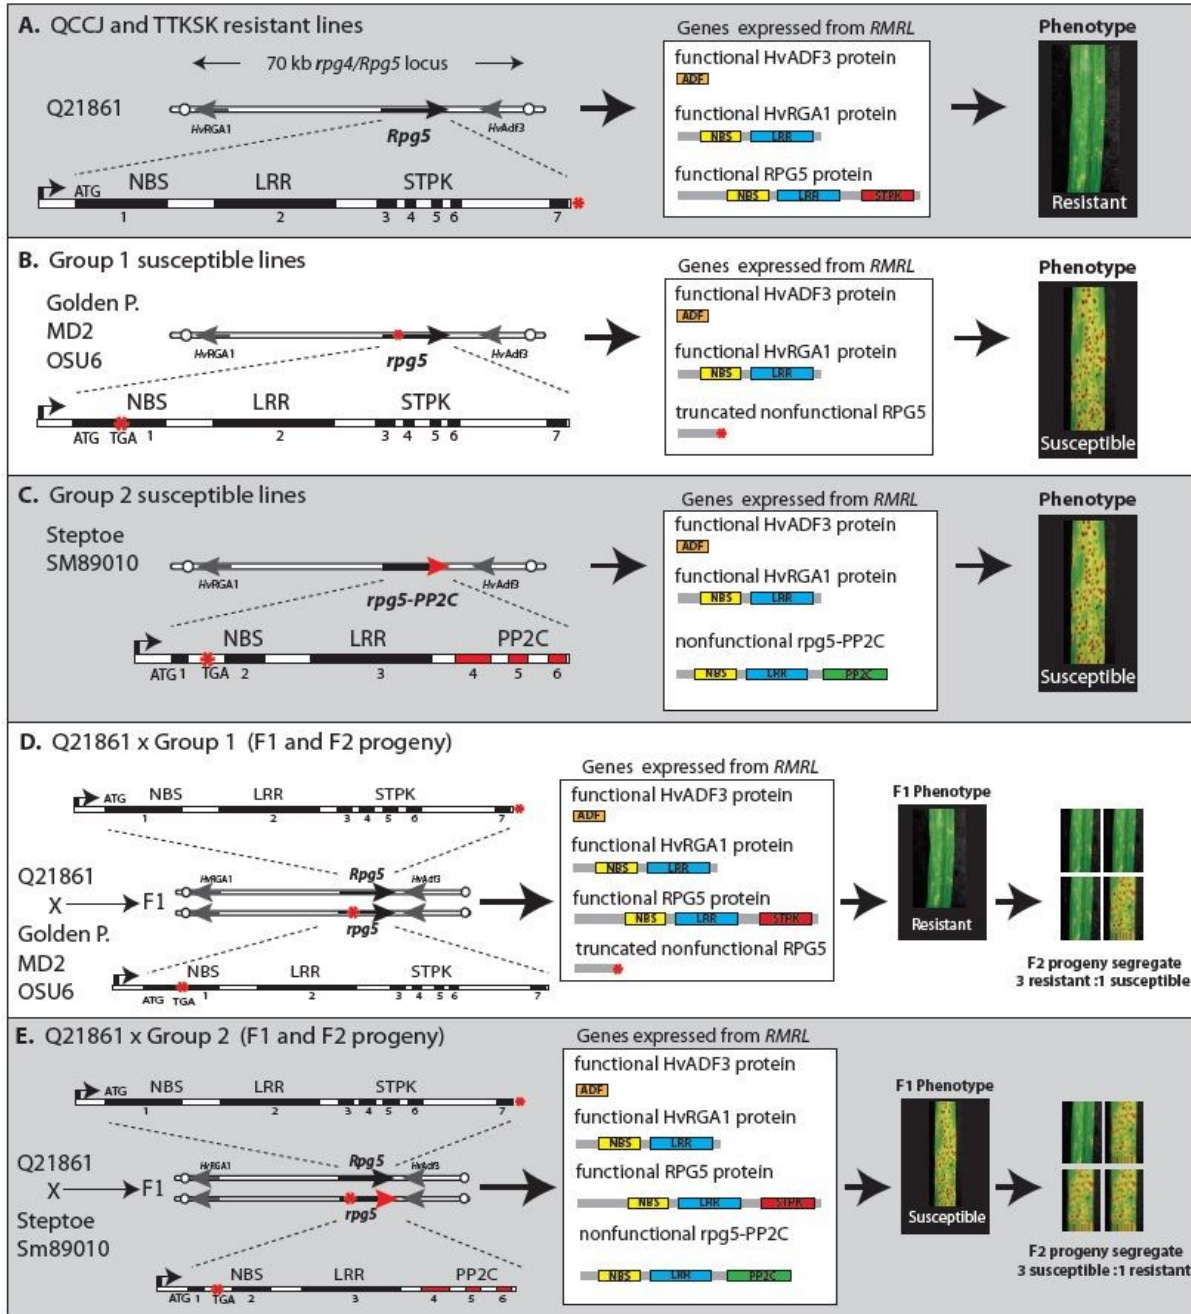 A. QCCJ and TTKSK resistant lines
70 kb rpg4/Rpg5 locus
Q21861
HvRGA1
Rpg5
HvAdf3
ATG
NBS
LRR
STPK
1
2
3
4
5
6
7
Genes expressed from RMRL
functional HvADF3 protein
ADF
functional HvRGA1 protein
NBS
LRR
functional RPG5 protein
NBS
LRR
STPK
Phenotype
Resistant
B. Group 1 susceptible lines
Golden P.
MD2
OSU6
HvRGA1
rpg5
HvAdf3
NBS
LRR
STPK
ATG
TGA
1
2
3
4
5
6
7
Genes expressed from RMRL
functional HvADF3 protein
ADF
functional HvRGA1 protein
NBS
LRR
truncated nonfunctional RPG5
Phenotype
Susceptible
C. Group 2 susceptible lines
Steptoe
SM89010
HvRGA1
HvAdf3
rpg5-PP2C
NBS
LRR
PP2C
ATG
1
TGA
2
3
4
5
6
Genes expressed from RMRL
functional HvADF3 protein
ADF
functional HvRGA1 protein
NBS
LRR
nonfunctional rpg5-PP2C
NBS
LRR
PP2C
Phenotype
Susceptible
D. Q21861 x Group 1 (F1 and F2 progeny)
ATG
NBS
LRR
STPK
1
2
3
4
5
6
7
Q21861
X
F1
Golden P.
MD2
OSU6
HvRGA1
Rpg5
HvAdf3
rpg5
NBS
LRR
STPK
ATG
TGA
1
2
3
4
5
6
7
Genes expressed from RMRL
functional HvADF3 protein
ADF
functional HvRGA1 protein
NBS
LRR
functional RPG5 protein
NBS
LRR
STPK
truncated nonfunctional RPG5
F1 Phenotype
Resistant
F2 progeny segregate
3 resistant :1 susceptible
E. Q21861 x Group 2 (F1 and F2 progeny)
ATG
NBS
LRR
STPK
1
2
3
4
5
6
7
Q21861
X
F1
Steptoe
Sm89010
HvRGA1
Rpg5
HvAdf3
rpg5
NBS
LRR
PP2C
ATG
1
TGA
2
3
4
5
6
Genes expressed from RMRL
functional HvADF3 protein
ADF
functional HvRGA1 protein
NBS
LRR
functional RPG5 protein
NBS
LRR
STPK
nonfunctional rpg5-PP2C
NBS
LRR
PP2C
F1 Phenotype
Susceptible
F2 progeny segregate
3 susceptible :1 resistant